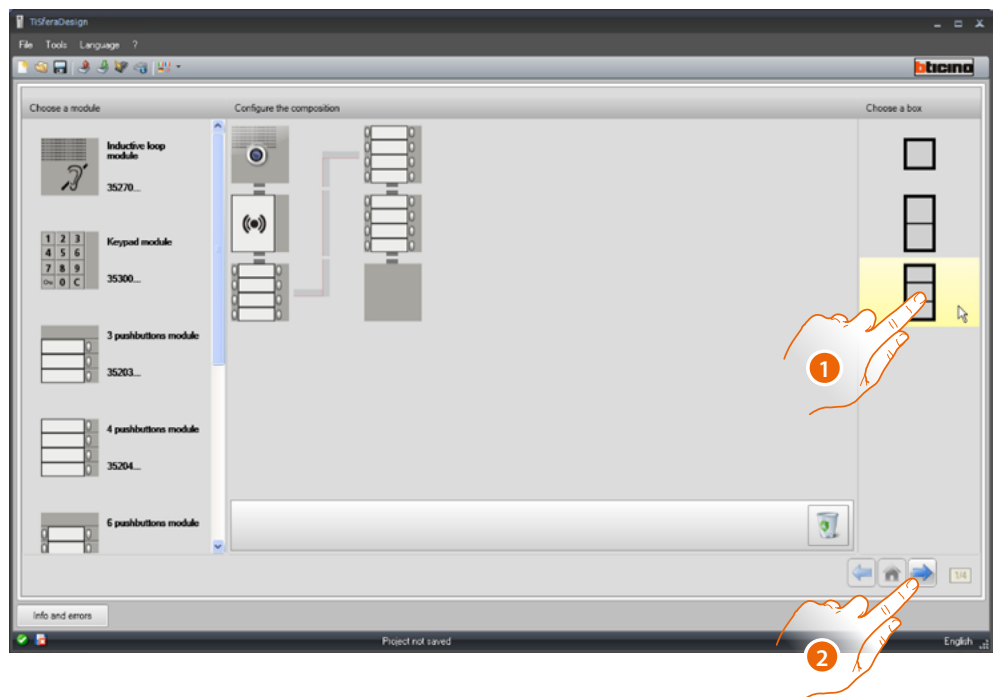 TiSferaDesign
File Tools Language ?
bticino
Choose a module
Configure the composition
Choose a box
Inductive loop
module
35270...
1 2 3
4 5 6
7 8 9
0 C
Keypad module
35300...
3 pushbuttons module
35203...
4 pushbuttons module
35204...
6 pushbuttons module
1
1/4
Info and errors
2
Project not saved
English